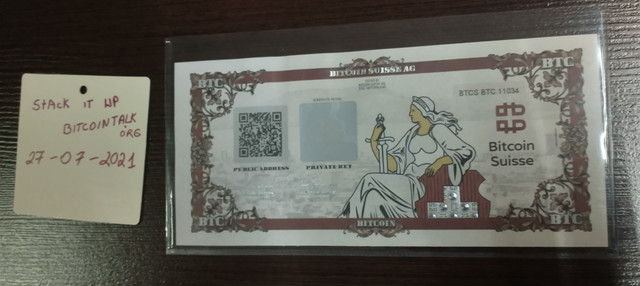 STACK IT UP
BITCOINTALK
.ORG
27-07-2021
BITCOIN SUISSE AG
BTC
BTC
BTCS BTC 11034
PUBLIC ADDRESS
PRIVATE KEY
Bitcoin
Suisse
BTC
BITCOIN
BTC